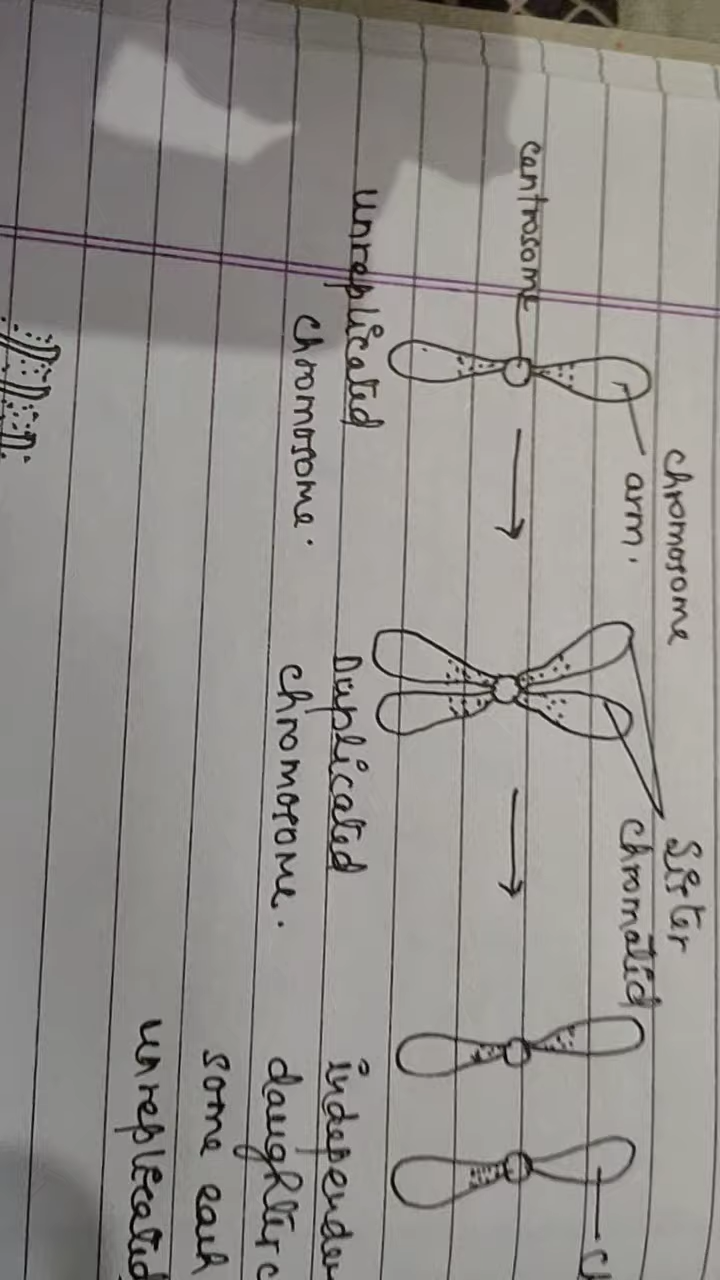 chromosome
arm.
centrosome
Sister
chromatid
Unreplicated
chromosome.
Duplicated
chromosome.
independen
daughter c
some each
unreplicated